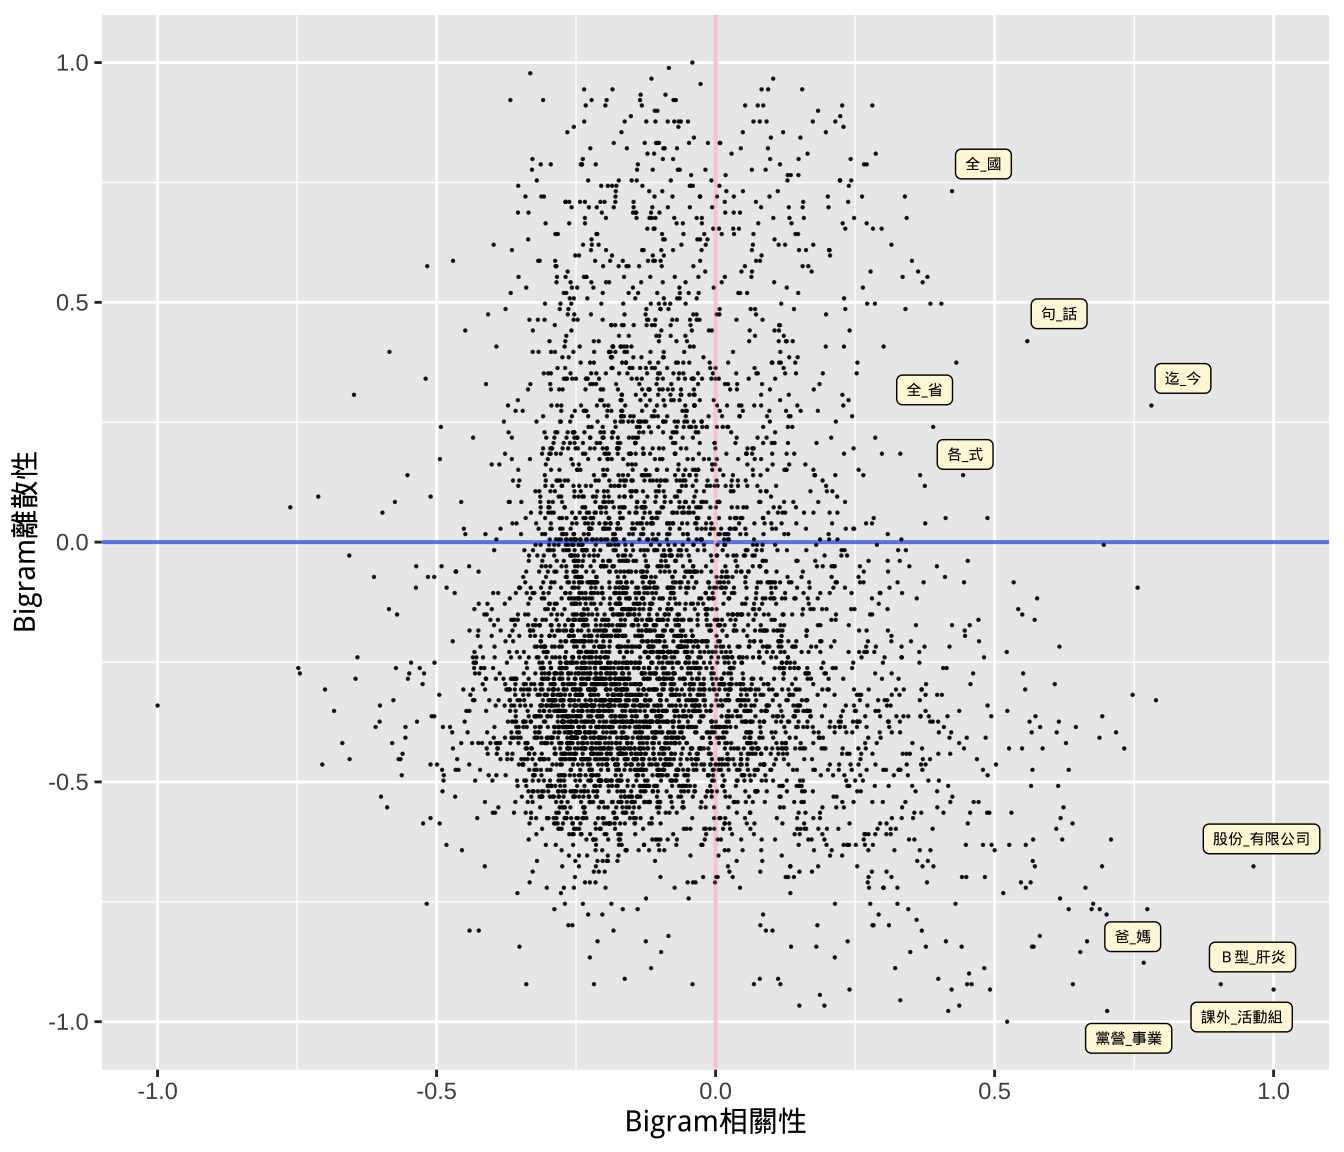 1.0
全_國
0.5
句_話
迄_今
全_省
各_式
Bigram離散性
0.0
-0.5
股份_有限公司
爸_媽
Ｂ型_肝炎
課外_活動組
-1.0
黨營_事業
-1.0 -0.5 0.0 0.5 1.0
Bigram相關性